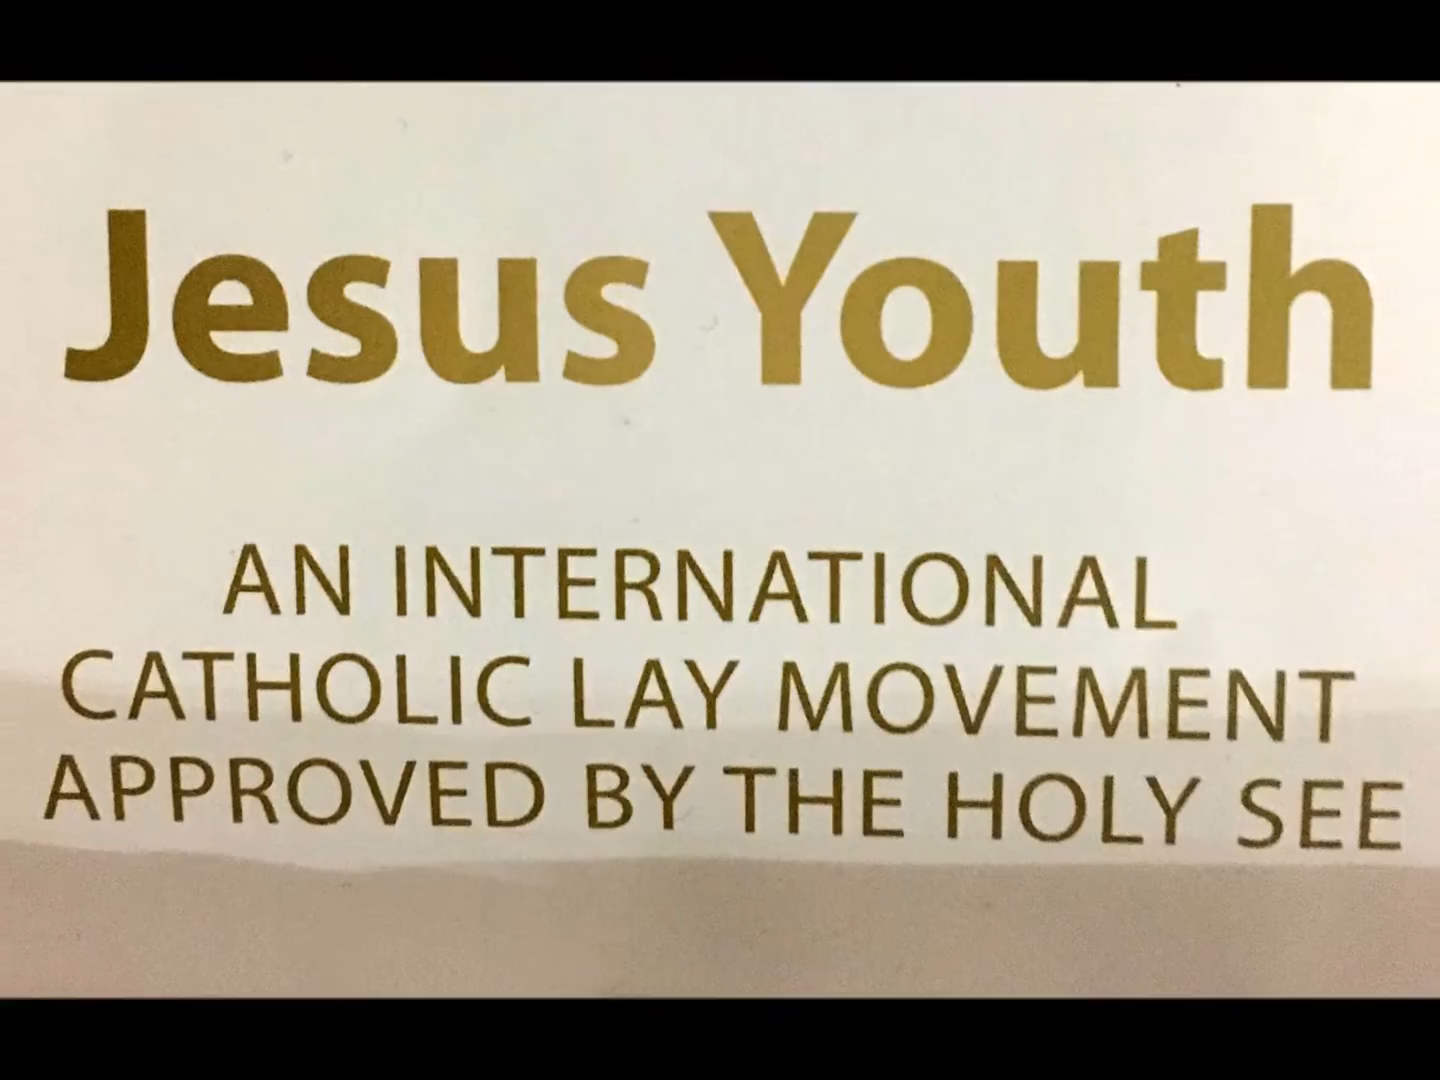 Jesus Youth
AN INTERNATIONAL
CATHOLIC LAY MOVEMENT
APPROVED BY THE HOLY SEE